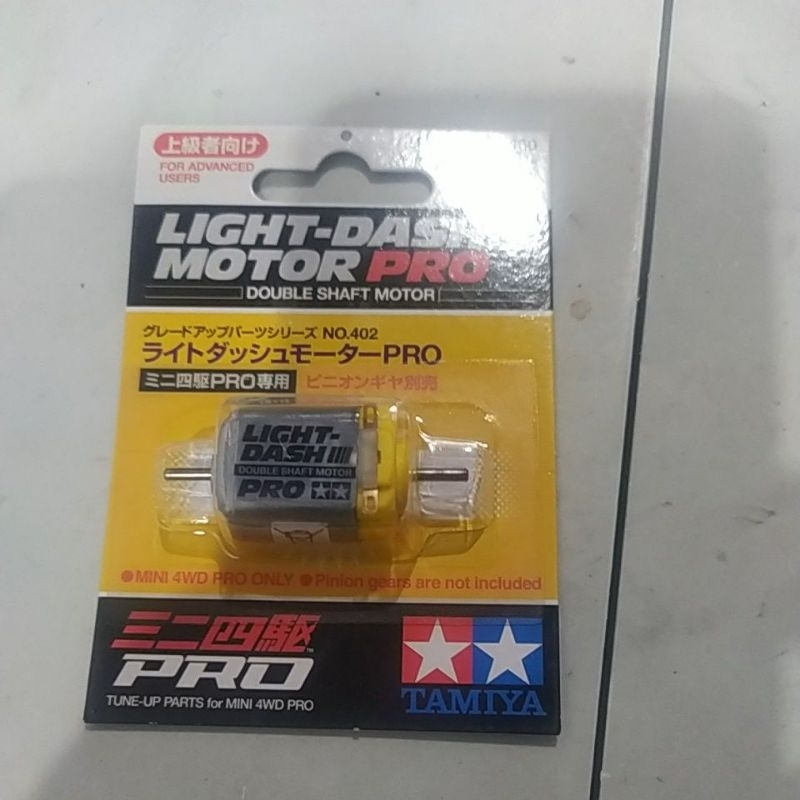 上級者向け
FOR ADVANCED
USERS
LIGHT-DASH
MOTOR PRO
DOUBLE SHAFT MOTOR
グレードアップパーツシリーズ NO.402
ライトダッシュモーターPRO
ミニ四駆PRO専用 ピニオンギヤ別売
LIGHT-
DASH
DOUBLE SHAFT MOTOR
PRO
●MINI 4WD PRO ONLY ●Pinion gears are not included
ミニ四駆™
PRO
TUNE-UP PARTS for MINI 4WD PRO
TAMIYA